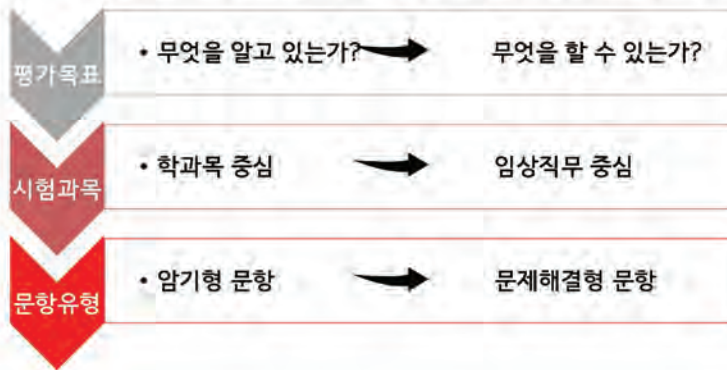 평가목표
• 무엇을 알고 있는가? 무엇을 할 수 있는가?
시험과목
• 학과목 중심 임상직무 중심
문항유형
• 암기형 문항 문제해결형 문항